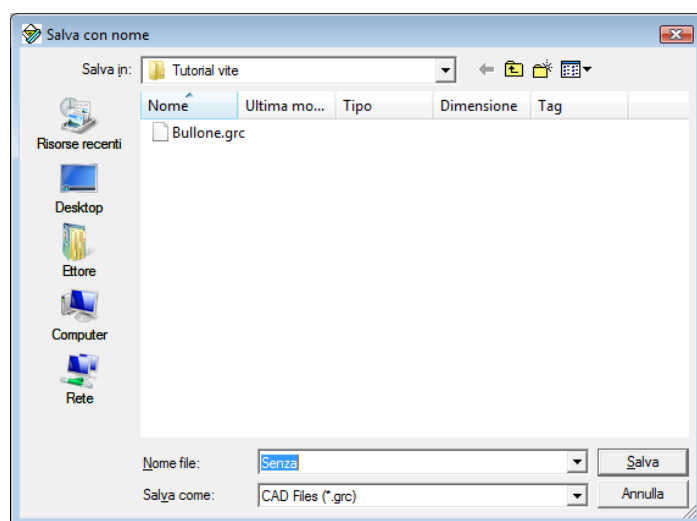 Salva con nome
Salva in:
Tutorial vite
Nome
Ultima mo...
Tipo
Dimensione
Tag
Bullone.grc
Risorse recenti
Desktop
Ettore
Computer
Rete
Nome file:
Senza
Salva
Salva come:
CAD Files (*.grc)
Annulla